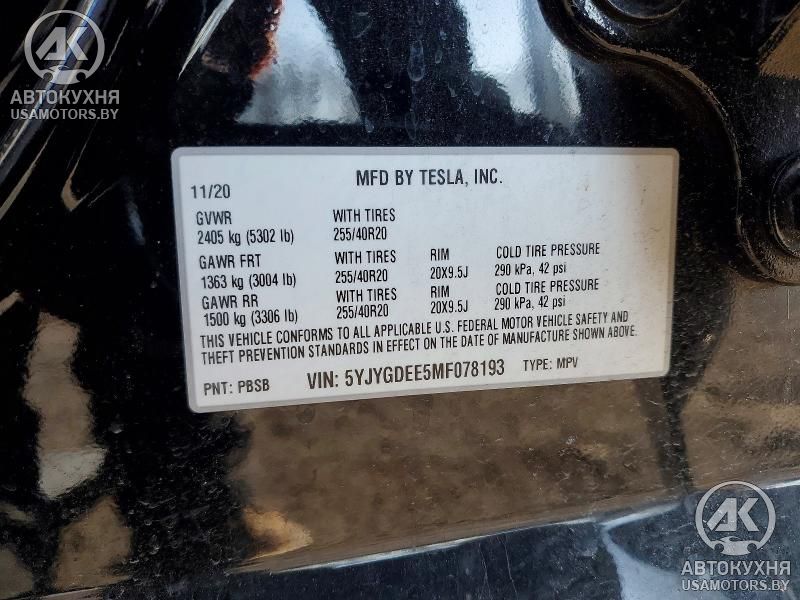 AK
АВТОКУХНЯ
USAMOTORS.BY
11/20
MFD BY TESLA, INC.
GVWR WITH TIRES
2405 kg (5302 lb) 255/40R20
GAWR FRT WITH TIRES RIM COLD TIRE PRESSURE
1363 kg (3004 lb) 255/40R20 20X9.5J 290 kPa, 42 psi
GAWR RR WITH TIRES RIM COLD TIRE PRESSURE
1500 kg (3306 lb) 255/40R20 20X9.5J 290 kPa, 42 psi
THIS VEHICLE CONFORMS TO ALL APPLICABLE U.S. FEDERAL MOTOR VEHICLE SAFETY AND
THEFT PREVENTION STANDARDS IN EFFECT ON THE DATE OF MANUFACTURE SHOWN ABOVE.
PNT: PBSB VIN: 5YJYGDEE5MF078193 TYPE: MPV
AK
АВТОКУХНЯ
USAMOTORS.BY